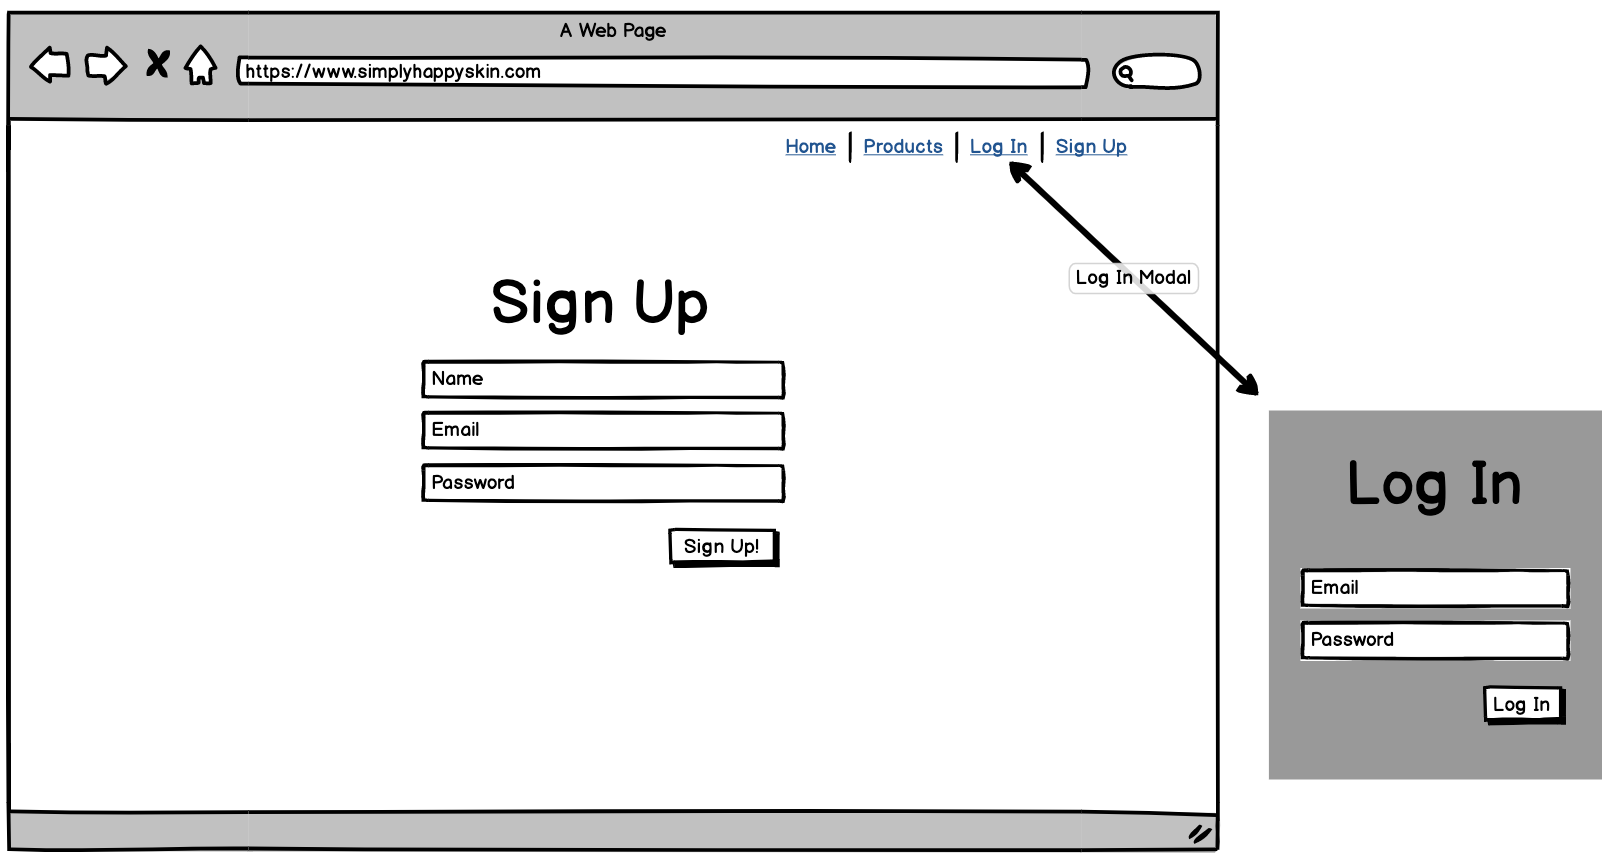 A Web Page
https://www.simplyhappyskin.com
Home Products Log In Sign Up
Log In Modal
Sign Up
Name
Email
Password
Sign Up!
Log In
Email
Password
Log In